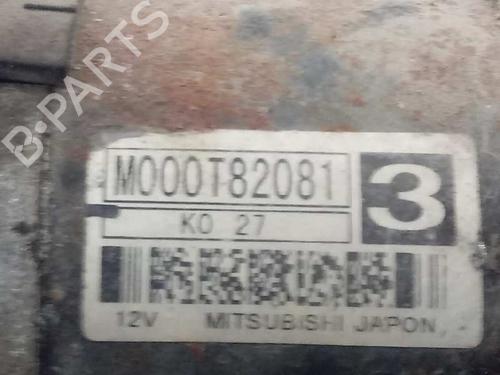 B-PARTS
M000T82081
3
KO 27
12V MITSUBISHI JAPON